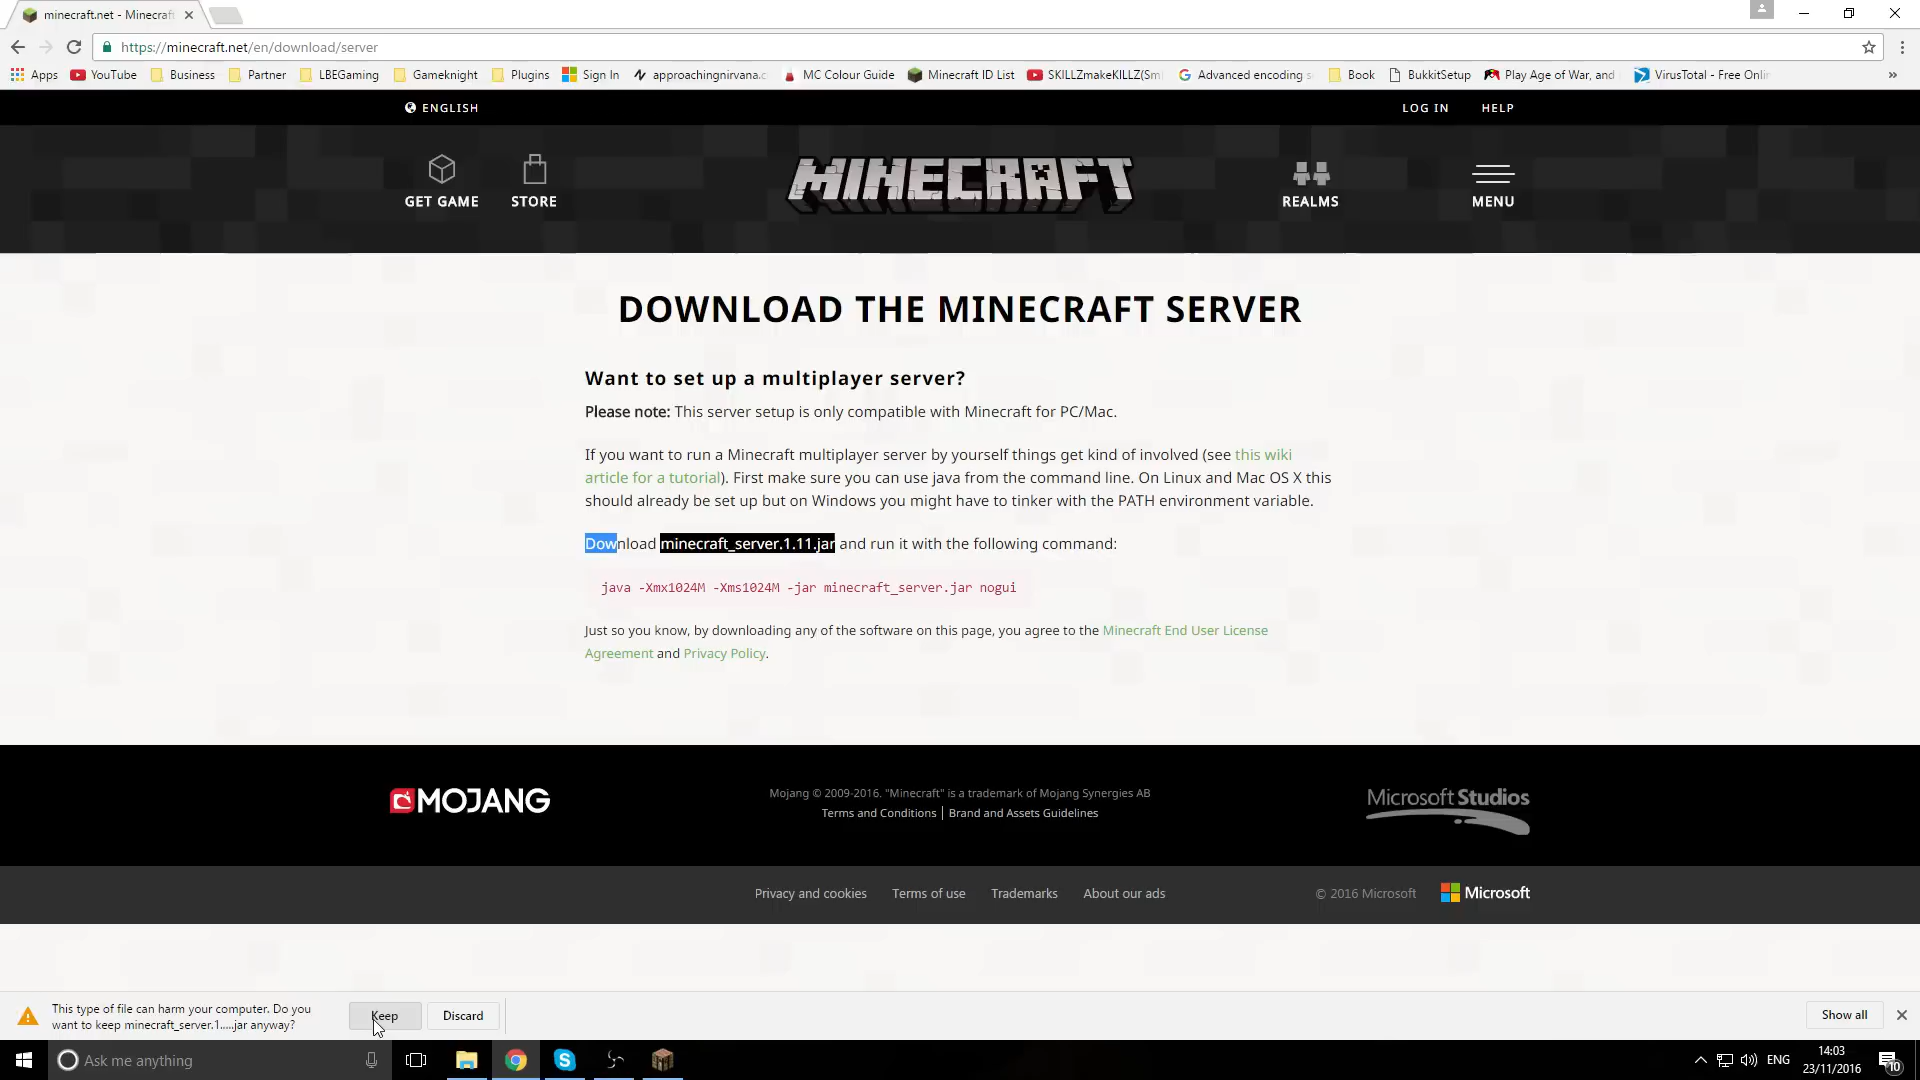 minecraft.net - Minecraft
https://minecraft.net/en/download/server
Apps YouTube Business Partner LBEGaming Gameknight Plugins Sign In approachingnirvana.c MC Colour Guide Minecraft ID List SKILLZmakeKILLZ(Sm Advanced encoding s Book BukkitSetup Play Age of War, and VirusTotal - Free Onli »
ENGLISH LOG IN HELP
MINECRAFT
GET GAME STORE REALMS MENU
DOWNLOAD THE MINECRAFT SERVER
Want to set up a multiplayer server?
Please note: This server setup is only compatible with Minecraft for PC/Mac.
If you want to run a Minecraft multiplayer server by yourself things get kind of involved (see this wiki
article for a tutorial). First make sure you can use java from the command line. On Linux and Mac OS X this
should already be set up but on Windows you might have to tinker with the PATH environment variable.
Download minecraft_server.1.11.jar and run it with the following command:
java -Xmx1024M -Xms1024M -jar minecraft_server.jar nogui
Just so you know, by downloading any of the software on this page, you agree to the Minecraft End User License
Agreement and Privacy Policy.
MOJANG
Mojang © 2009-2016. "Minecraft" is a trademark of Mojang Synergies AB
Terms and Conditions | Brand and Assets Guidelines
Microsoft Studios
Privacy and cookies Terms of use Trademarks About our ads © 2016 Microsoft Microsoft
This type of file can harm your computer. Do you
want to keep minecraft_server.1.....jar anyway?
Keep Discard Show all
Ask me anything
ENG
14:03
23/11/2016
10